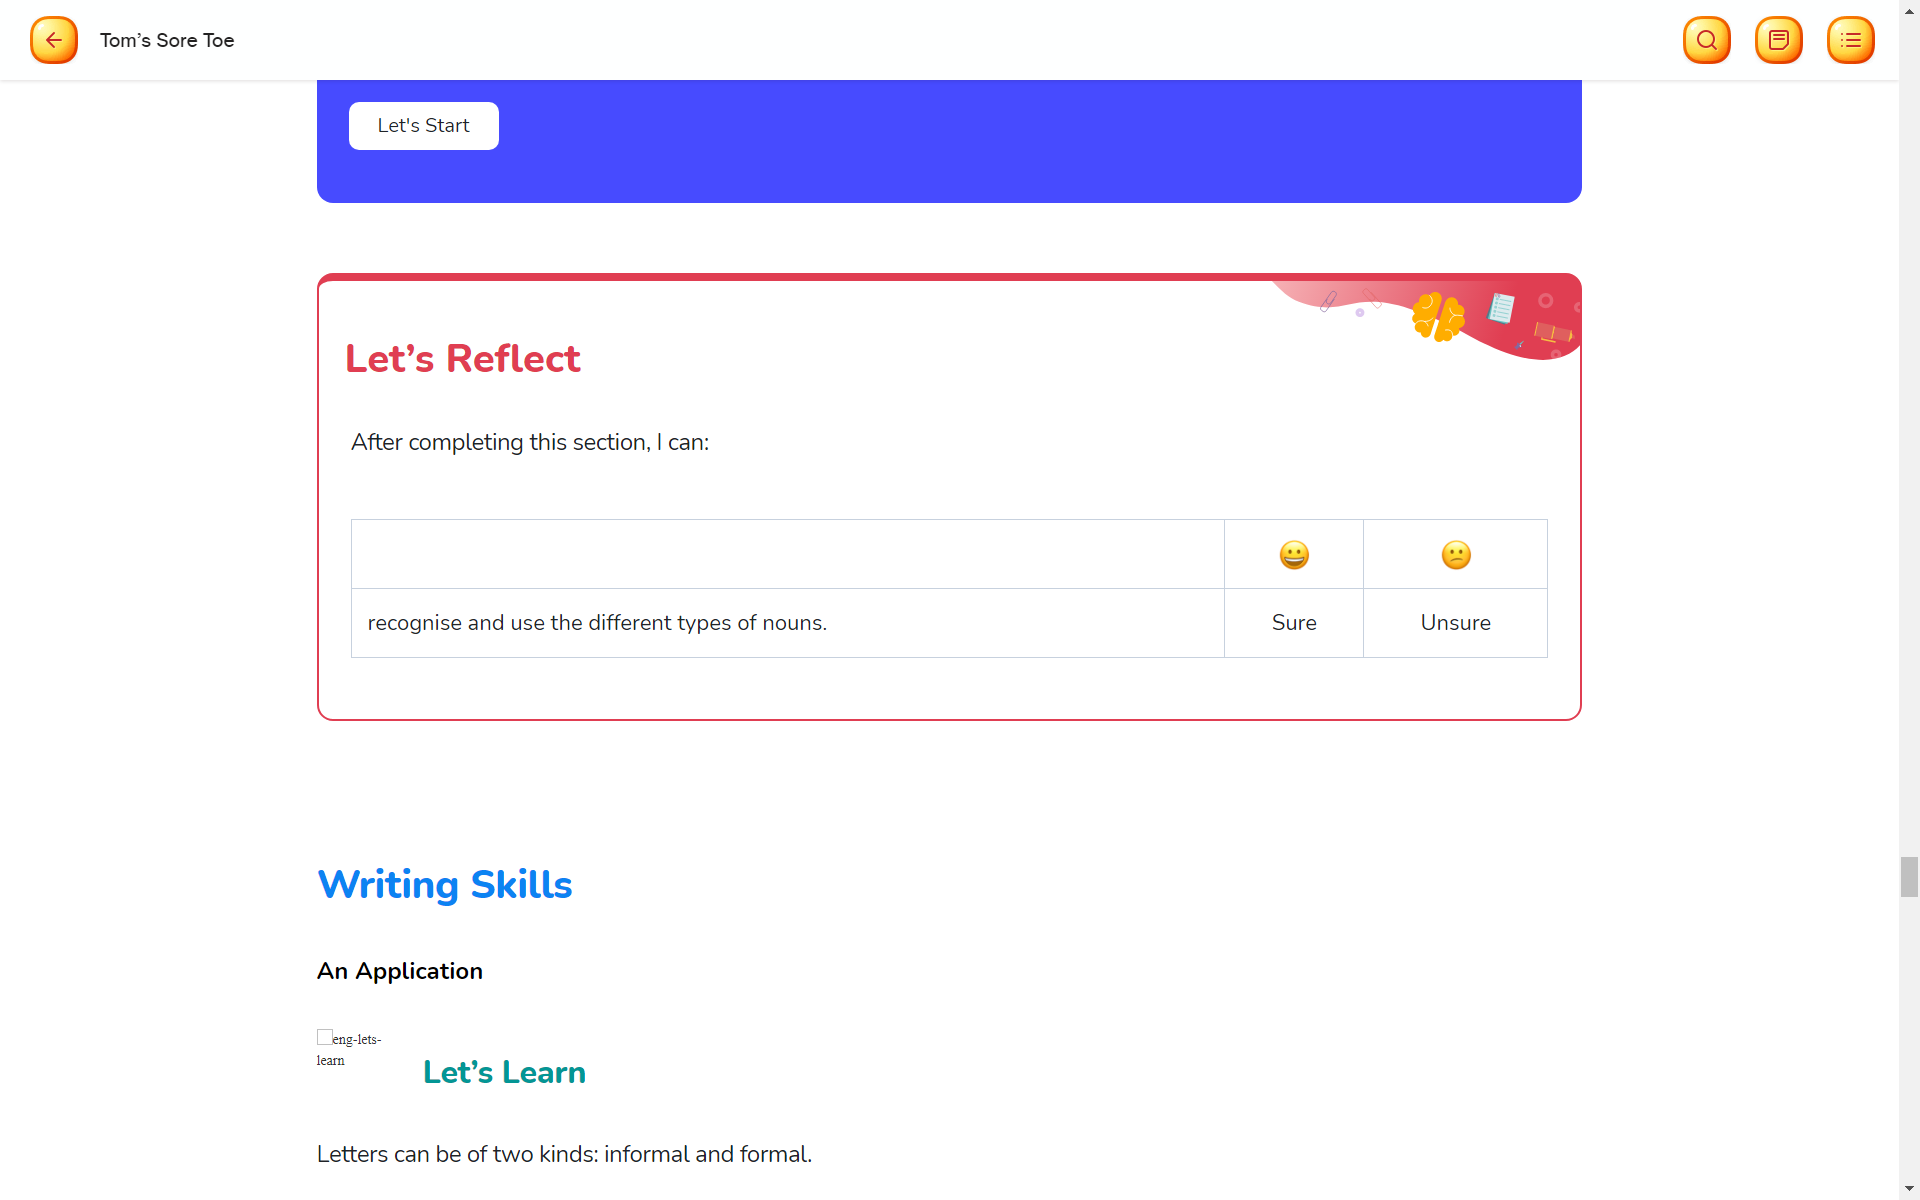 Tom’s Sore Toe
Let's Start
Let’s Reflect
After completing this section, I can:
😀 😕
recognise and use the different types of nouns. Sure Unsure
Writing Skills
An Application
eng-lets-
learn
Let’s Learn
Letters can be of two kinds: informal and formal.